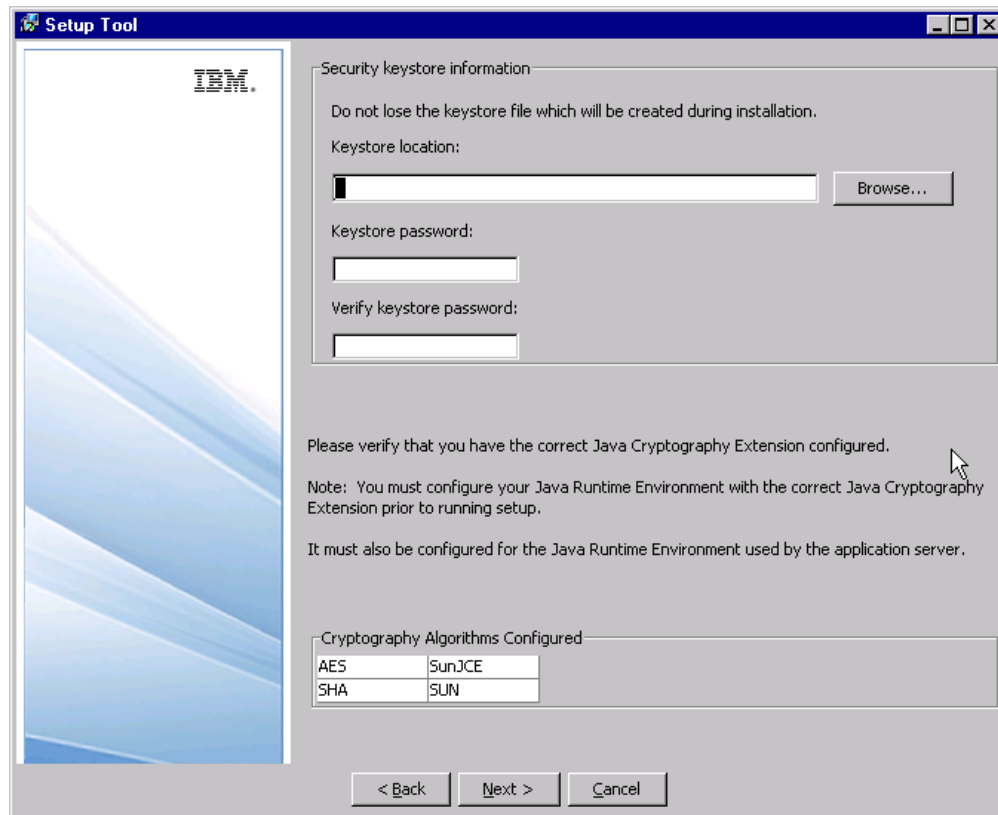 Setup Tool
IBM.
Security keystore information
Do not lose the keystore file which will be created during installation.
Keystore location:
Browse...
Keystore password:
Verify keystore password:
Please verify that you have the correct Java Cryptography Extension configured.
Note: You must configure your Java Runtime Environment with the correct Java Cryptography
Extension prior to running setup.
It must also be configured for the Java Runtime Environment used by the application server.
Cryptography Algorithms Configured
AES SunJCE
SHA SUN
< Back Next > Cancel